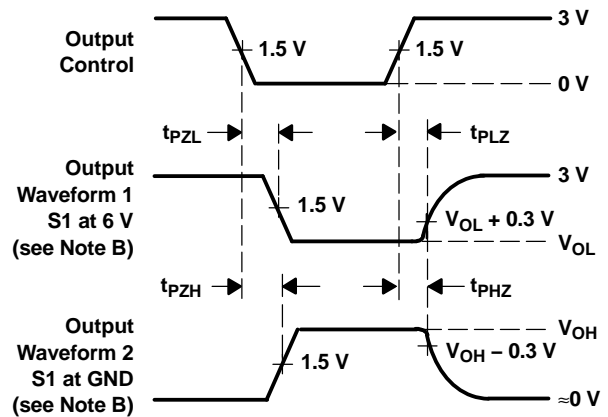 3 V
Output
Control
1.5 V
1.5 V
0 V
tPZL
tPLZ
Output
Waveform 1
S1 at 6 V
(see Note B)
3 V
1.5 V
VOL + 0.3 V
VOL
tPZH
tPHZ
Output
Waveform 2
S1 at GND
(see Note B)
VOH
1.5 V
VOH − 0.3 V
≈0 V